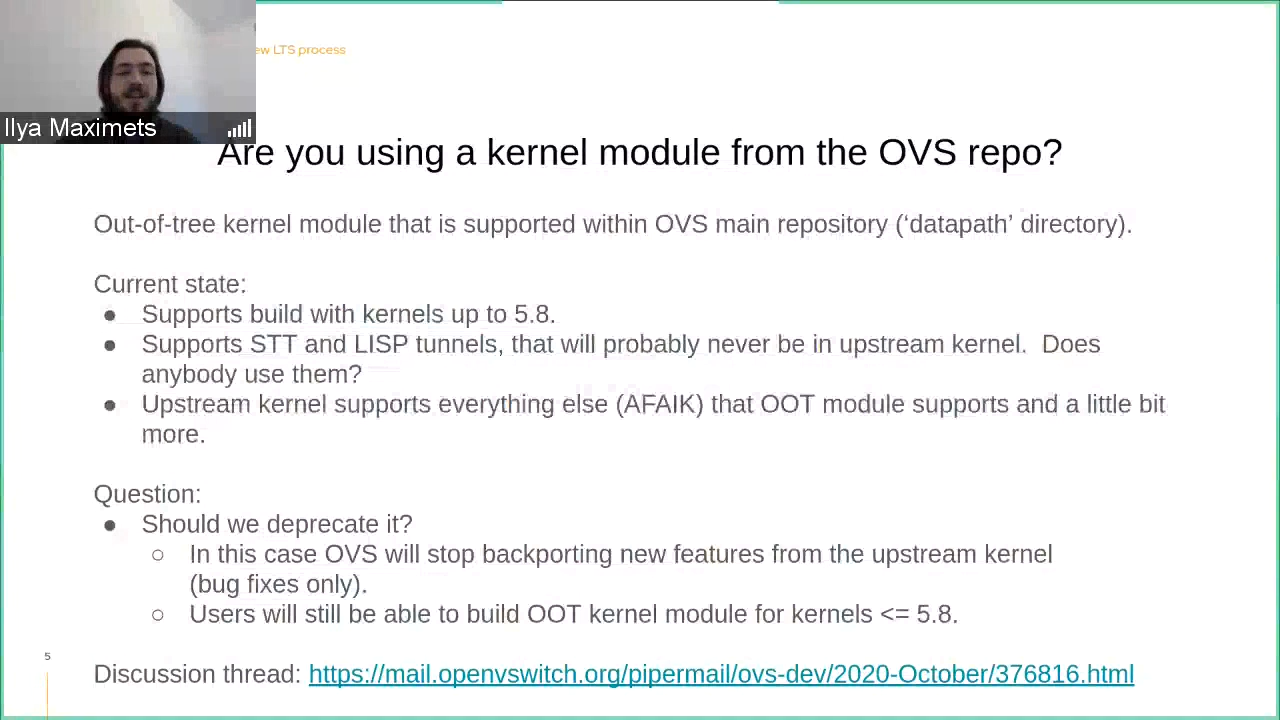 ew LTS process
Ilya Maximets
Are you using a kernel module from the OVS repo?
Out-of-tree kernel module that is supported within OVS main repository (‘datapath’ directory).
Current state:
● Supports build with kernels up to 5.8.
● Supports STT and LISP tunnels, that will probably never be in upstream kernel.  Does
anybody use them?
● Upstream kernel supports everything else (AFAIK) that OOT module supports and a little bit
more.
Question:
● Should we deprecate it?
○ In this case OVS will stop backporting new features from the upstream kernel
(bug fixes only).
○ Users will still be able to build OOT kernel module for kernels <= 5.8.
5
Discussion thread: https://mail.openvswitch.org/pipermail/ovs-dev/2020-October/376816.html